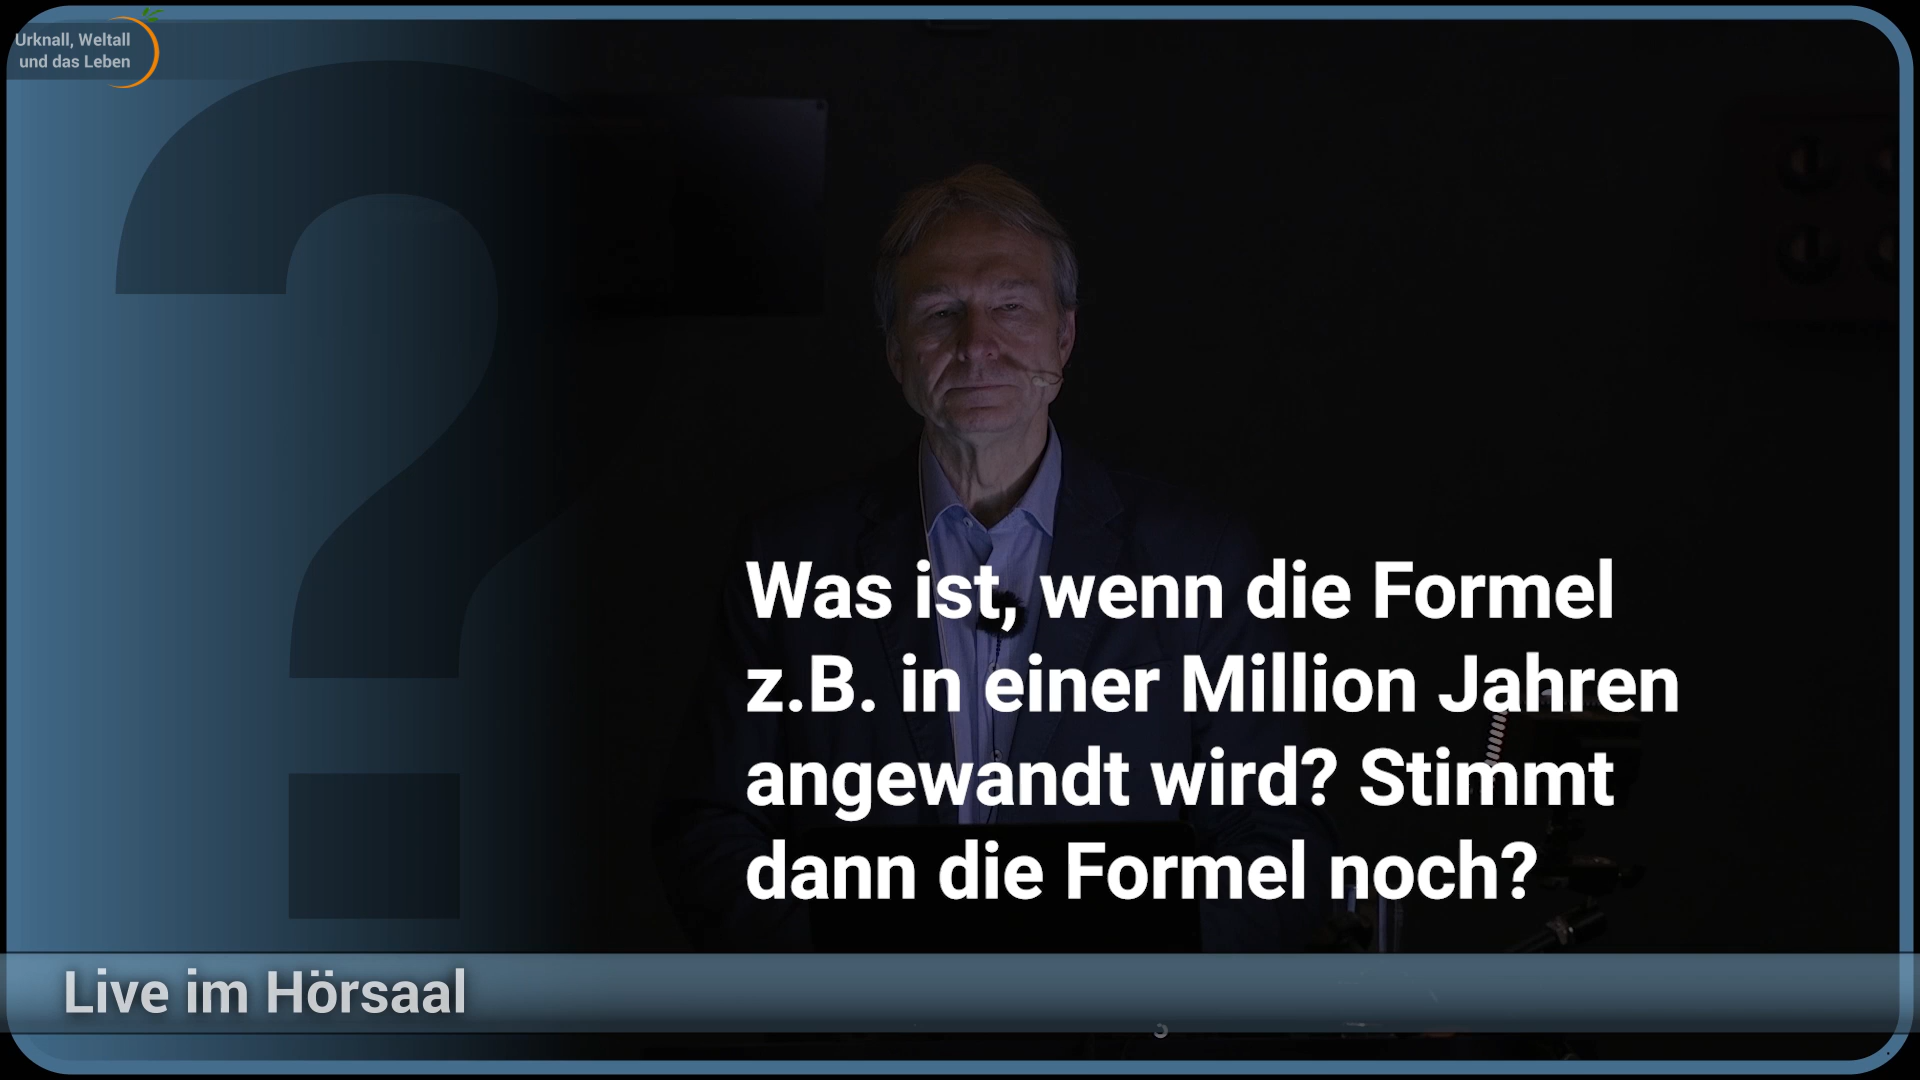 Urknall, Weltall
und das Leben
Was ist, wenn die Formel
z.B. in einer Million Jahren
angewandt wird? Stimmt
dann die Formel noch?
Live im Hörsaal